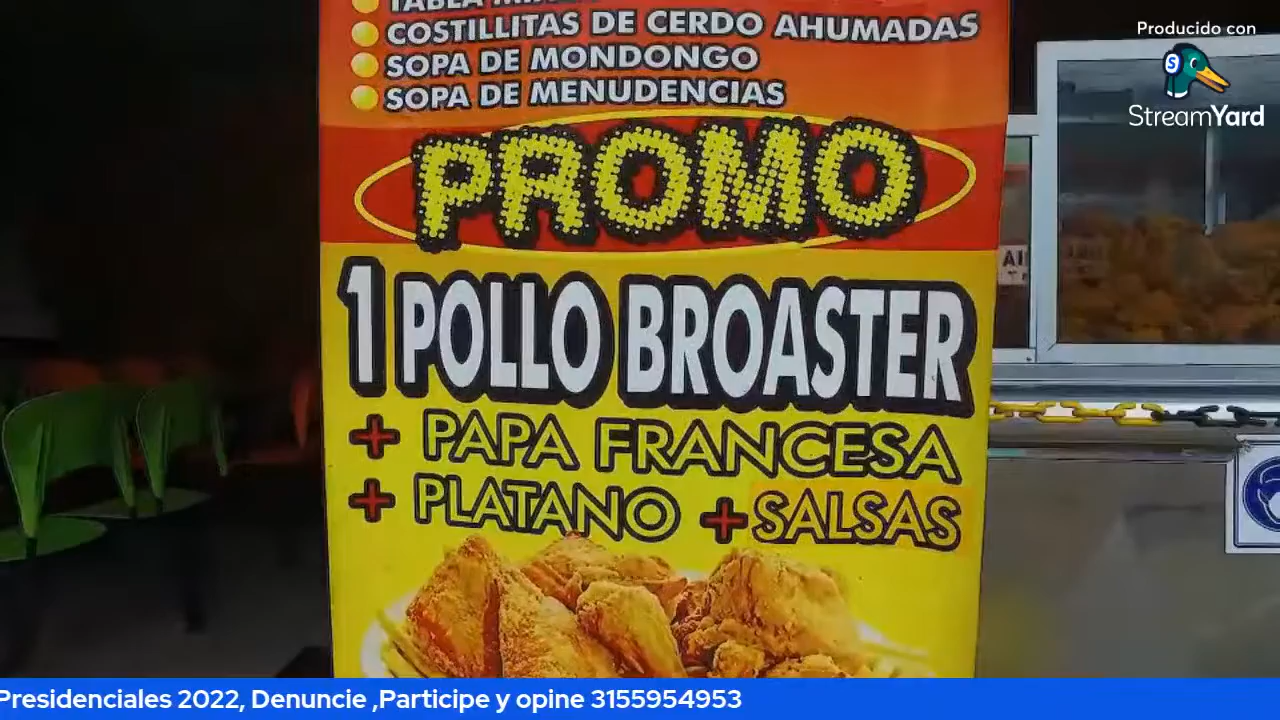 TABLA
COSTILLITAS DE CERDO AHUMADAS
SOPA DE MONDONGO
SOPA DE MENUDENCIAS
PROMO
1 POLLO BROASTER
+ PAPA FRANCESA
+ PLATANO + SALSAS
Producido con
StreamYard
Presidenciales 2022, Denuncie ,Participe y opine 3155954953